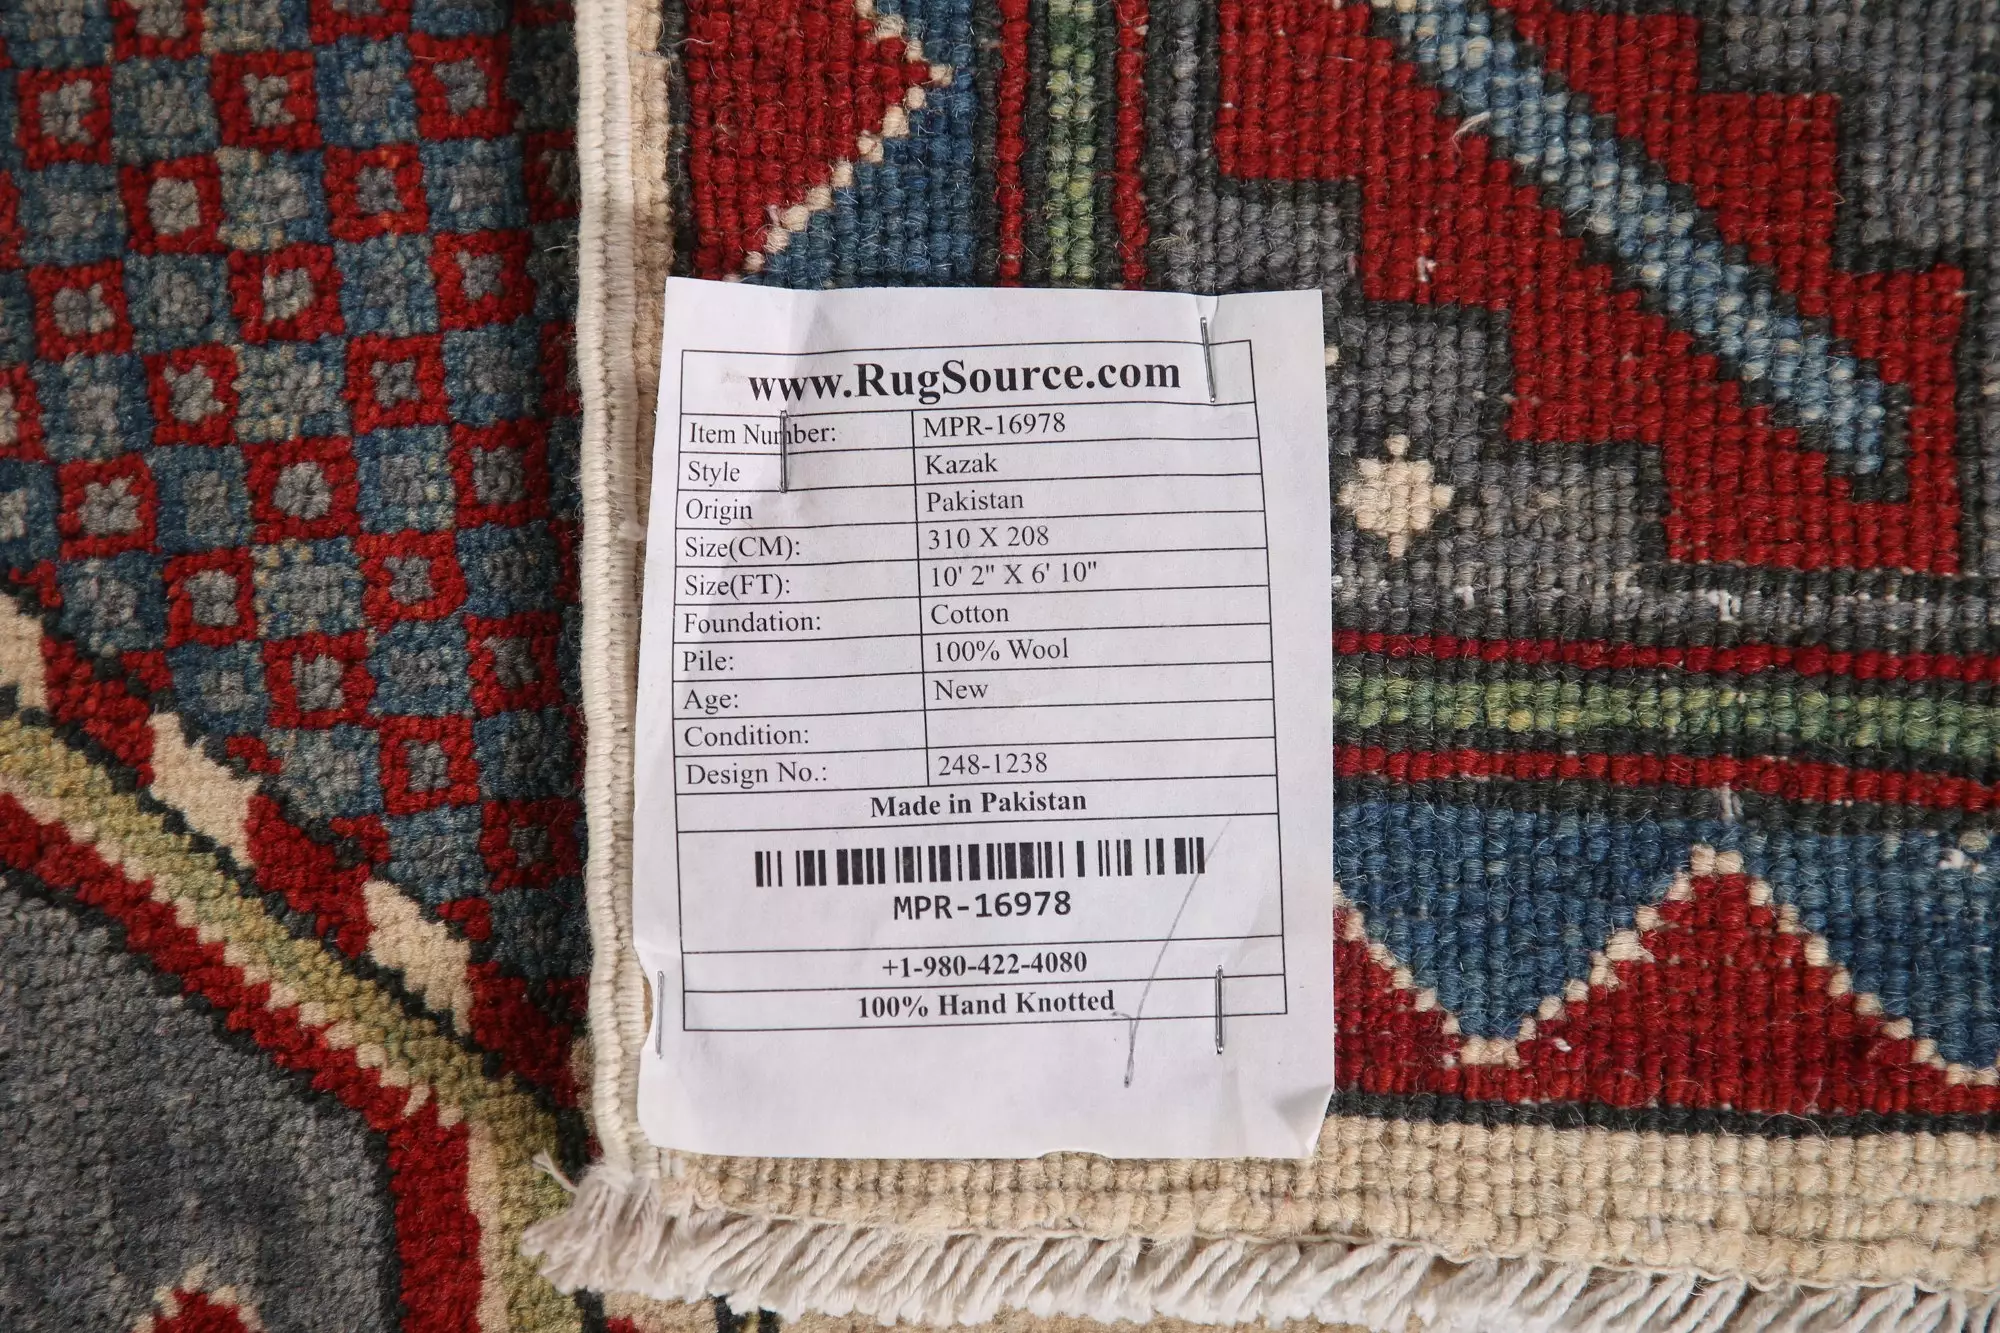 www.RugSource.com
Item Number: MPR-16978
Style Kazak
Origin Pakistan
Size(CM): 310 X 208
Size(FT): 10' 2" X 6' 10"
Foundation: Cotton
Pile: 100% Wool
Age: New
Condition:
Design No.: 248-1238
Made in Pakistan
MPR-16978
+1-980-422-4080
100% Hand Knotted